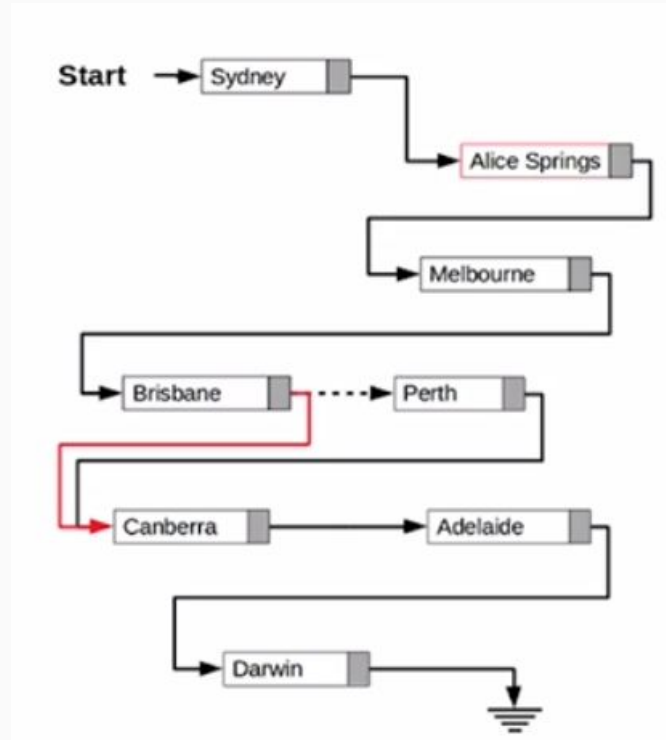 Start
Sydney
Alice Springs
Melbourne
Brisbane
Perth
Canberra
Adelaide
Darwin